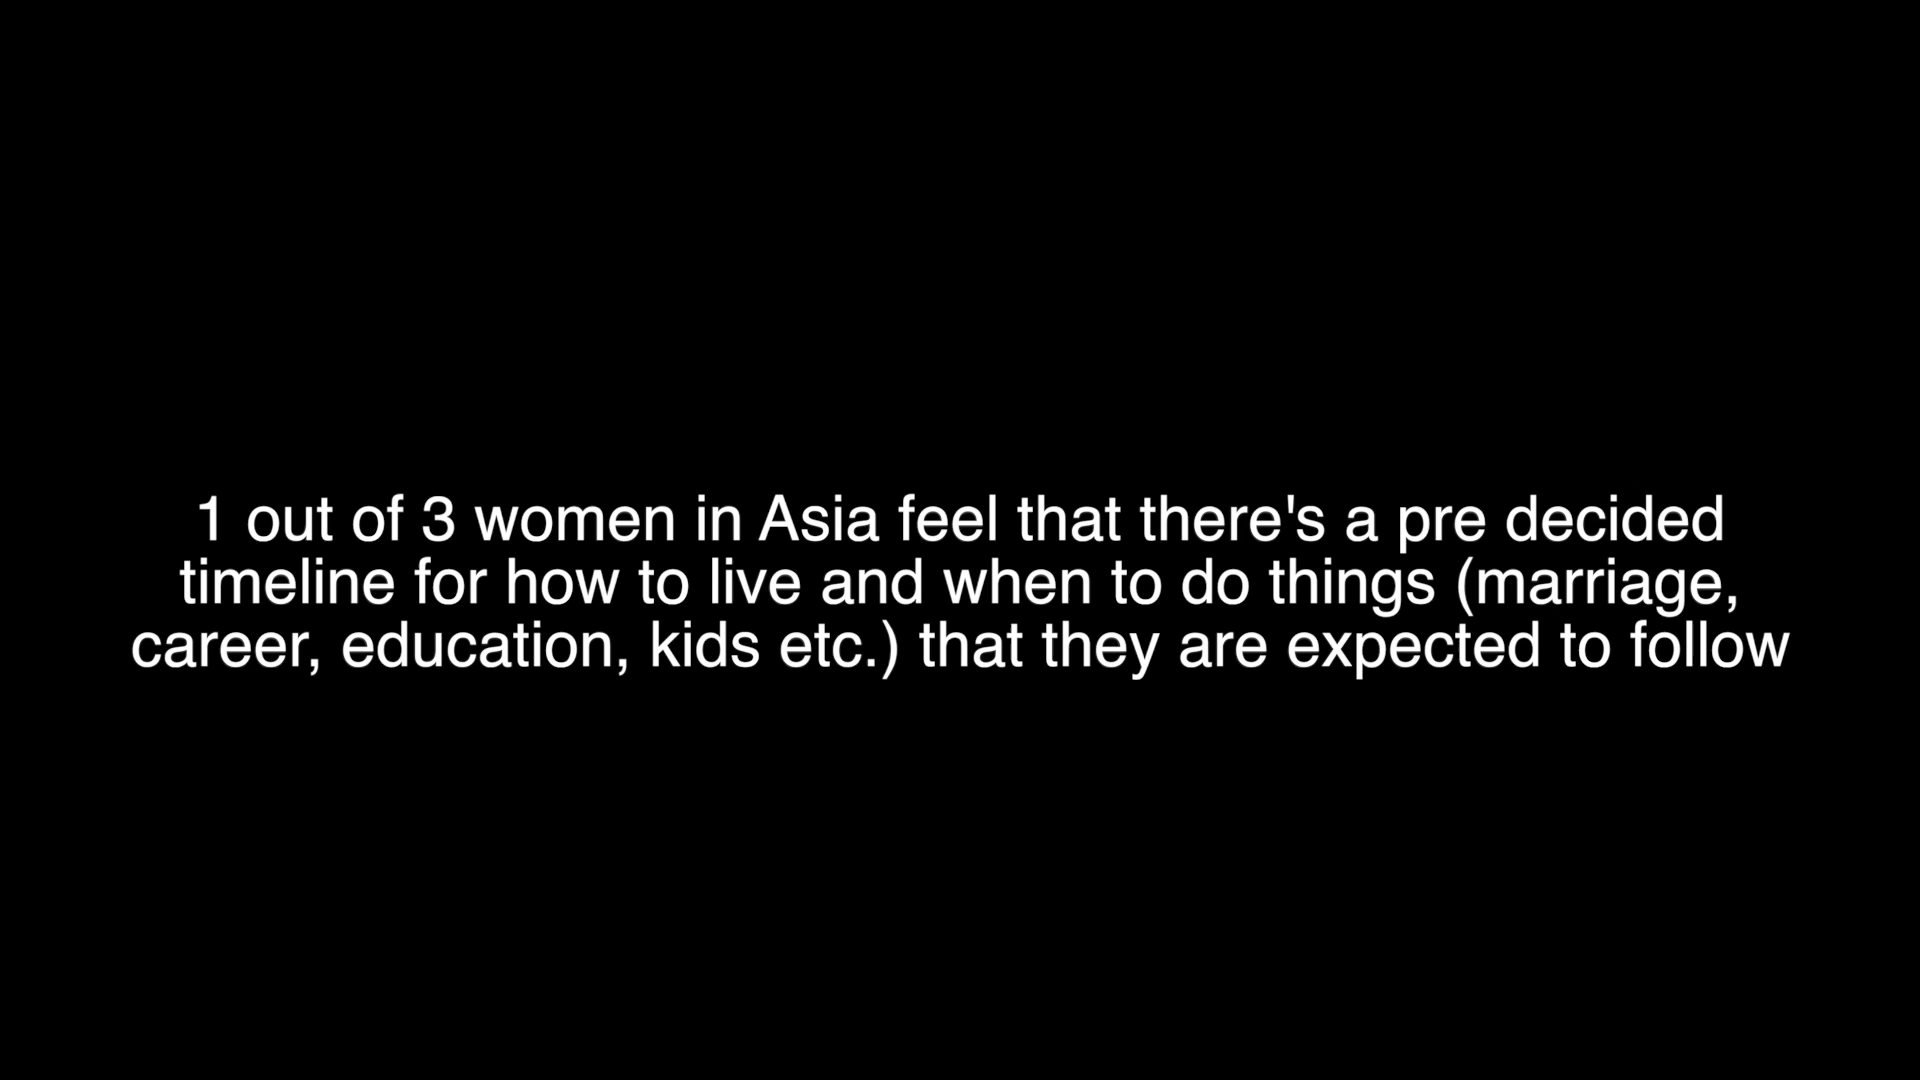 1 out of 3 women in Asia feel that there's a pre decided
timeline for how to live and when to do things (marriage,
career, education, kids etc.) that they are expected to follow